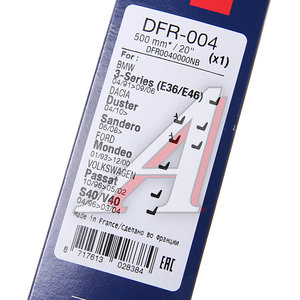 DFR-004
500 mm* / 20"
(x1)
DFR0040000NB
BMW
3-Series (E36/E46)
04/91>09/06
DACIA
Duster
04/10>
Sandero
06/08>
FORD
Mondeo
01/93>12/00
VOLKSWAGEN
Passat
10/96>05/02
S40/V40
04/96>03/04
Made in France/Сделано во франции
8 717613 028384
EAC